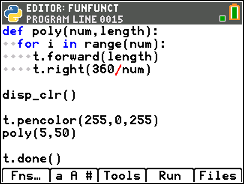 EDITOR: FUNFUNCT
PROGRAM LINE 0015
def poly(num,length):
  for i in range(num):
    t.forward(length)
    t.right(360/num)
disp_clr()
t.pencolor(255,0,255)
poly(5,50)
t.done()
Fns… a A # Tools Run Files